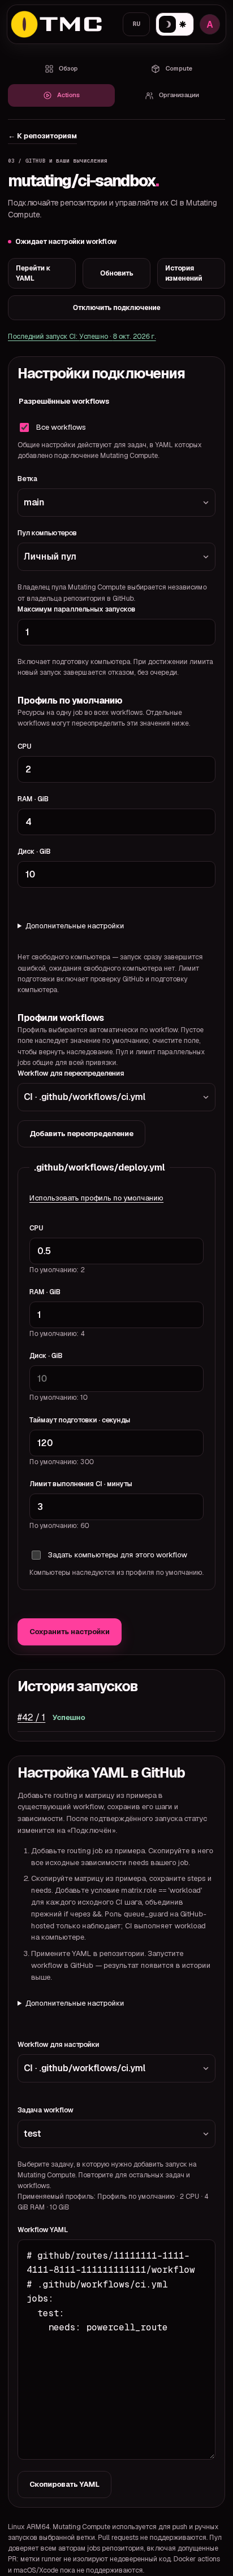 TMC
RU
A
Обзор
Compute
Actions
Организации
← К репозиториям
03 / GITHUB И ВАШИ ВЫЧИСЛЕНИЯ
mutating/ci-sandbox.
Подключайте репозитории и управляйте их CI в Mutating
Compute.
Ожидает настройки workflow
Перейти к
YAML
Обновить
История
изменений
Отключить подключение
Последний запуск CI: Успешно · 8 окт. 2026 г.
Настройки подключения
Разрешённые workflows
Все workflows
Общие настройки действуют для задач, в YAML которых
добавлено подключение Mutating Compute.
Ветка
main
Пул компьютеров
Личный пул
Владелец пула Mutating Compute выбирается независимо
от владельца репозитория в GitHub.
Максимум параллельных запусков
1
Включает подготовку компьютера. При достижении лимита
новый запуск завершается отказом, без очереди.
Профиль по умолчанию
Ресурсы на одну job во всех workflows. Отдельные
workflows могут переопределить эти значения ниже.
CPU
2
RAM · GiB
4
Диск · GiB
10
Дополнительные настройки
Нет свободного компьютера — запуск сразу завершится
ошибкой, ожидания свободного компьютера нет. Лимит
подготовки включает проверку GitHub и подготовку
компьютера.
Профили workflows
Профиль выбирается автоматически по workflow. Пустое
поле наследует значение по умолчанию; очистите поле,
чтобы вернуть наследование. Пул и лимит параллельных
jobs общие для всей привязки.
Workflow для переопределения
CI · .github/workflows/ci.yml
Добавить переопределение
.github/workflows/deploy.yml
Использовать профиль по умолчанию
CPU
0.5
По умолчанию: 2
RAM · GiB
1
По умолчанию: 4
Диск · GiB
10
По умолчанию: 10
Таймаут подготовки · секунды
120
По умолчанию: 300
Лимит выполнения CI · минуты
3
По умолчанию: 60
Задать компьютеры для этого workflow
Компьютеры наследуются из профиля по умолчанию.
Сохранить настройки
История запусков
#42 / 1 Успешно
Настройка YAML в GitHub
Добавьте routing и матрицу из примера в
существующий workflow, сохранив его шаги и
зависимости. После подтверждённого запуска статус
изменится на «Подключён».
1. Добавьте routing job из примера. Скопируйте в него
все исходные зависимости needs вашего job.
2. Скопируйте матрицу из примера, сохраните steps и
needs. Добавьте условие matrix.role == 'workload'
для каждого исходного CI шага, объединив
прежний if через &&. Роль queue_guard на GitHub-
hosted только наблюдает; CI выполняет workload
на компьютере.
3. Примените YAML в репозитории. Запустите
workflow в GitHub — результат появится в истории
выше.
Дополнительные настройки
Workflow для настройки
CI · .github/workflows/ci.yml
Задача workflow
test
Выберите задачу, в которую нужно добавить запуск на
Mutating Compute. Повторите для остальных задач и
workflows.
Применяемый профиль: Профиль по умолчанию · 2 CPU · 4
GiB RAM · 10 GiB
Workflow YAML
# github/routes/11111111-1111-
4111-8111-111111111111/workflow
# .github/workflows/ci.yml
jobs:
test:
needs: powercell_route
Скопировать YAML
Linux ARM64. Mutating Compute используется для push и ручных
запусков выбранной ветки. Pull requests не поддерживаются. Пул
доверяет всем авторам jobs репозитория, включая допущенные
PR: метки runner не изолируют недоверенный код. Docker actions
и macOS/Xcode пока не поддерживаются.